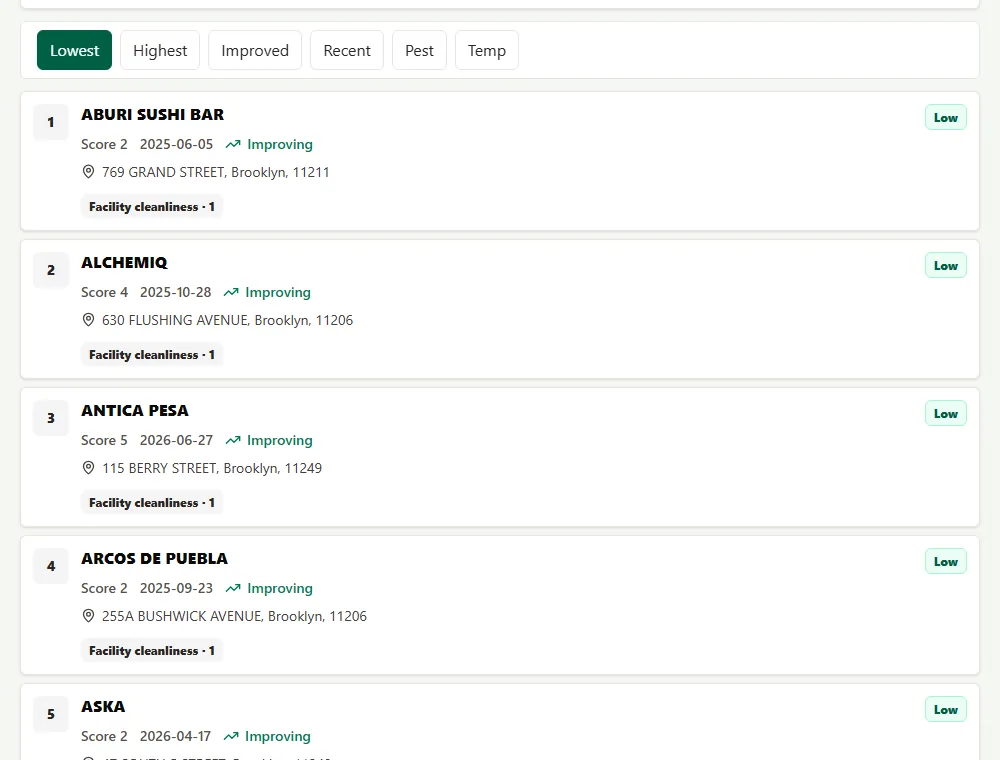 Lowest Highest Improved Recent Pest Temp
1 ABURI SUSHI BAR Low
Score 2 2025-06-05 Improving
769 GRAND STREET, Brooklyn, 11211
Facility cleanliness · 1
2 ALCHEMIQ Low
Score 4 2025-10-28 Improving
630 FLUSHING AVENUE, Brooklyn, 11206
Facility cleanliness · 1
3 ANTICA PESA Low
Score 5 2026-06-27 Improving
115 BERRY STREET, Brooklyn, 11249
Facility cleanliness · 1
4 ARCOS DE PUEBLA Low
Score 2 2025-09-23 Improving
255A BUSHWICK AVENUE, Brooklyn, 11206
Facility cleanliness · 1
5 ASKA Low
Score 2 2026-04-17 Improving